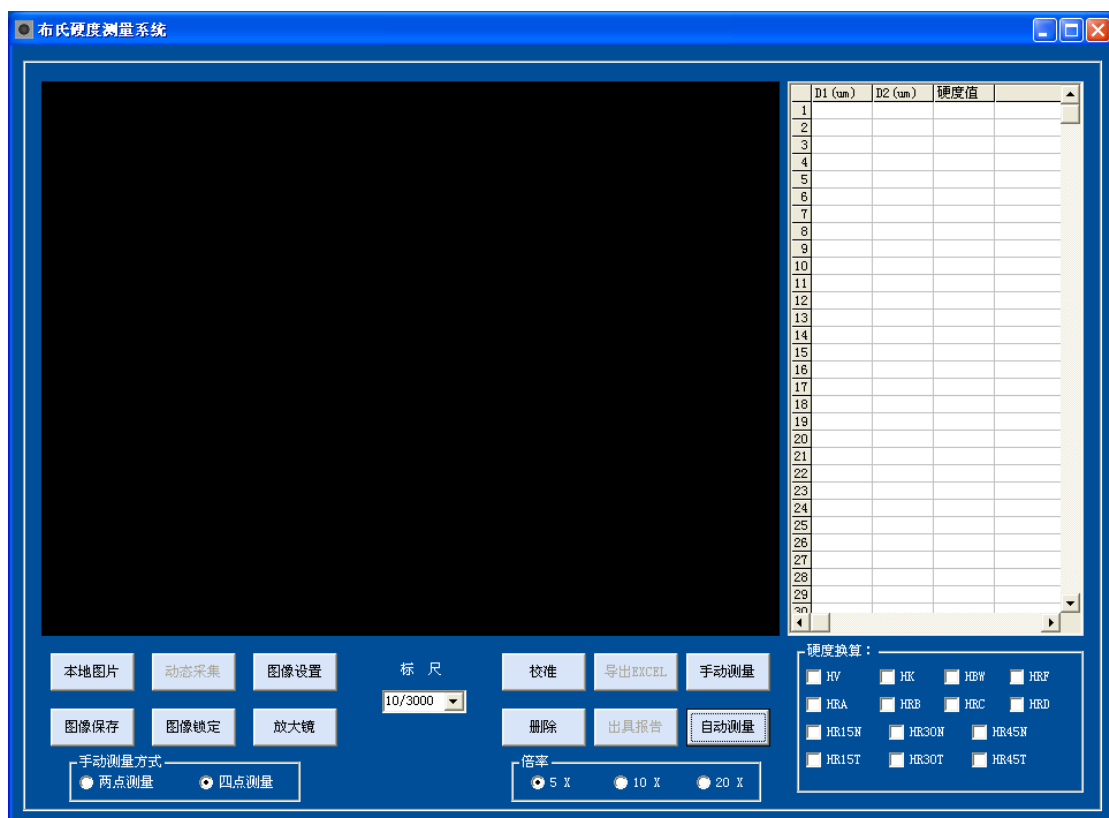 布氏硬度测量系统
D1(um) D2(um) 硬度值
1
2
3
4
5
6
7
8
9
10
11
12
13
14
15
16
17
18
19
20
21
22
23
24
25
26
27
28
29
30
本地图片 动态采集 图像设置 标 尺 校准 导出EXCEL 手动测量
10/3000
图像保存 图像锁定 放大镜 册除 出具报告 自动测量
手动测量方式
两点测量 四点测量
倍率
5 X 10 X 20 X
硬度换算：
HV HK HBW HRF
HRA HRB HRC HRD
HR15N HR30N HR45N
HR15T HR30T HR45T